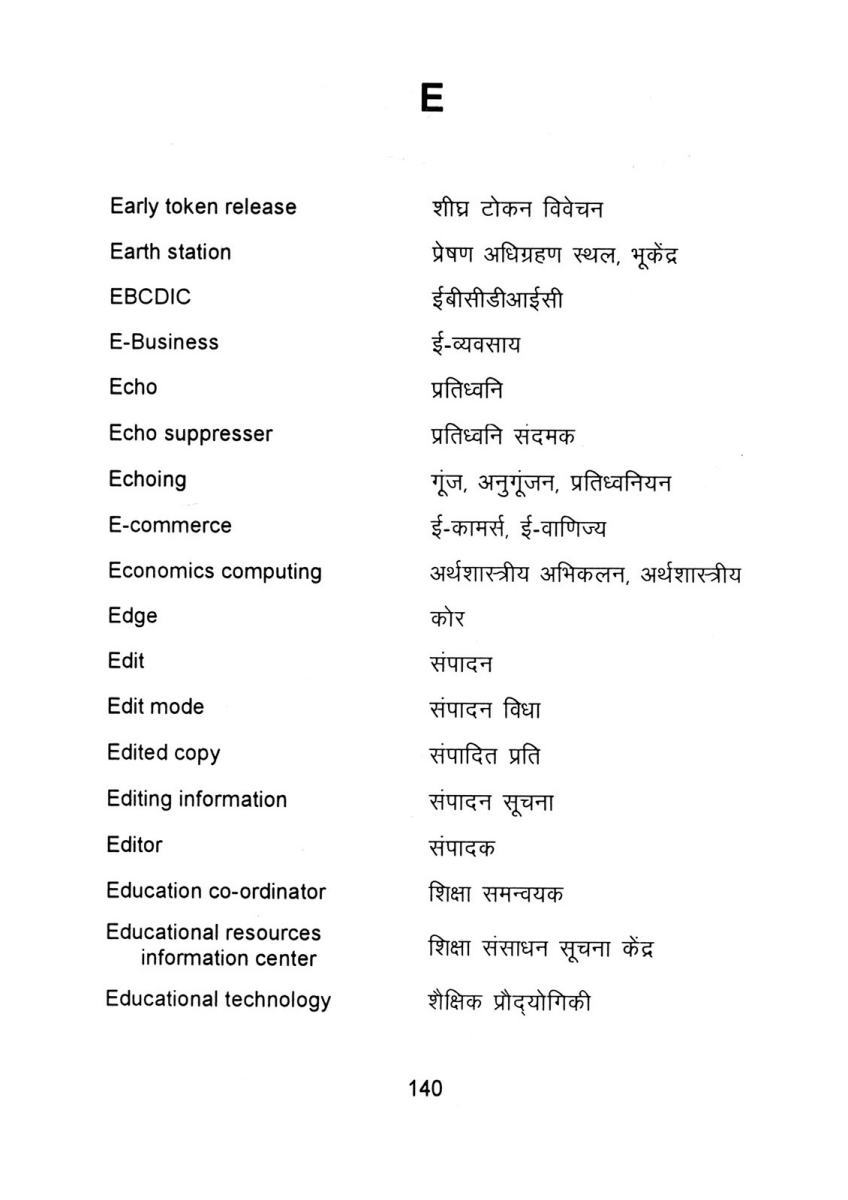 E
Early token release शीघ्र टोकन विवेचन
Earth station प्रेषण अधिग्रहण स्थल, भूकेंद्र
EBCDIC ईबीसीडीआईसी
E-Business ई-व्यवसाय
Echo प्रतिध्वनि
Echo suppresser प्रतिध्वनि संदमक
Echoing गूंज, अनुगूंजन, प्रतिध्वनियन
E-commerce ई-कामर्स, ई-वाणिज्य
Economics computing अर्थशास्त्रीय अभिकलन, अर्थशास्त्रीय
Edge कोर
Edit संपादन
Edit mode संपादन विधा
Edited copy संपादित प्रति
Editing information संपादन सूचना
Editor संपादक
Education co-ordinator शिक्षा समन्वयक
Educational resources
information center शिक्षा संसाधन सूचना केंद्र
Educational technology शैक्षिक प्रौद्योगिकी
140